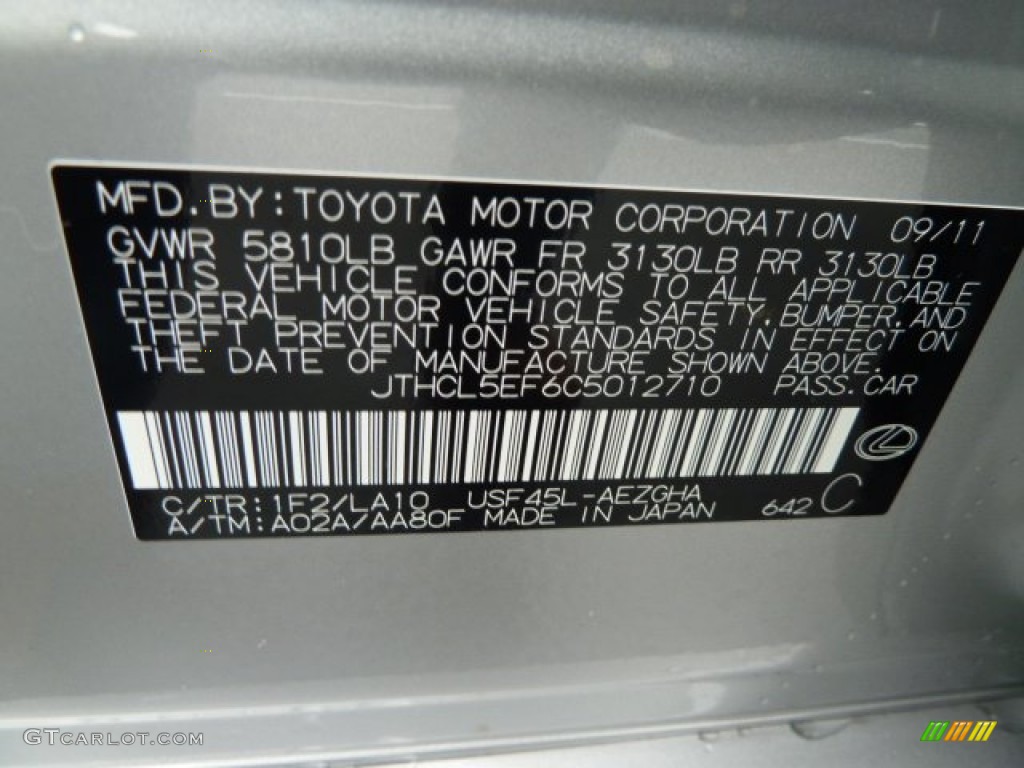 MFD. BY: TOYOTA MOTOR CORPORATION 09/11
GVWR 5810LB GAWR FR 3130LB RR 3130LB
THIS VEHICLE CONFORMS TO ALL APPLICABLE
FEDERAL MOTOR VEHICLE SAFETY, BUMPER, AND
THEFT PREVENTION STANDARDS IN EFFECT ON
THE DATE OF MANUFACTURE SHOWN ABOVE.
JTHCL5EF6C5012710 PASS. CAR
C/TR: 1F2/LA10 USF45L-AEZGHA
A/TM: A02A/AA80F MADE IN JAPAN 642 C
GTCARLOT.COM